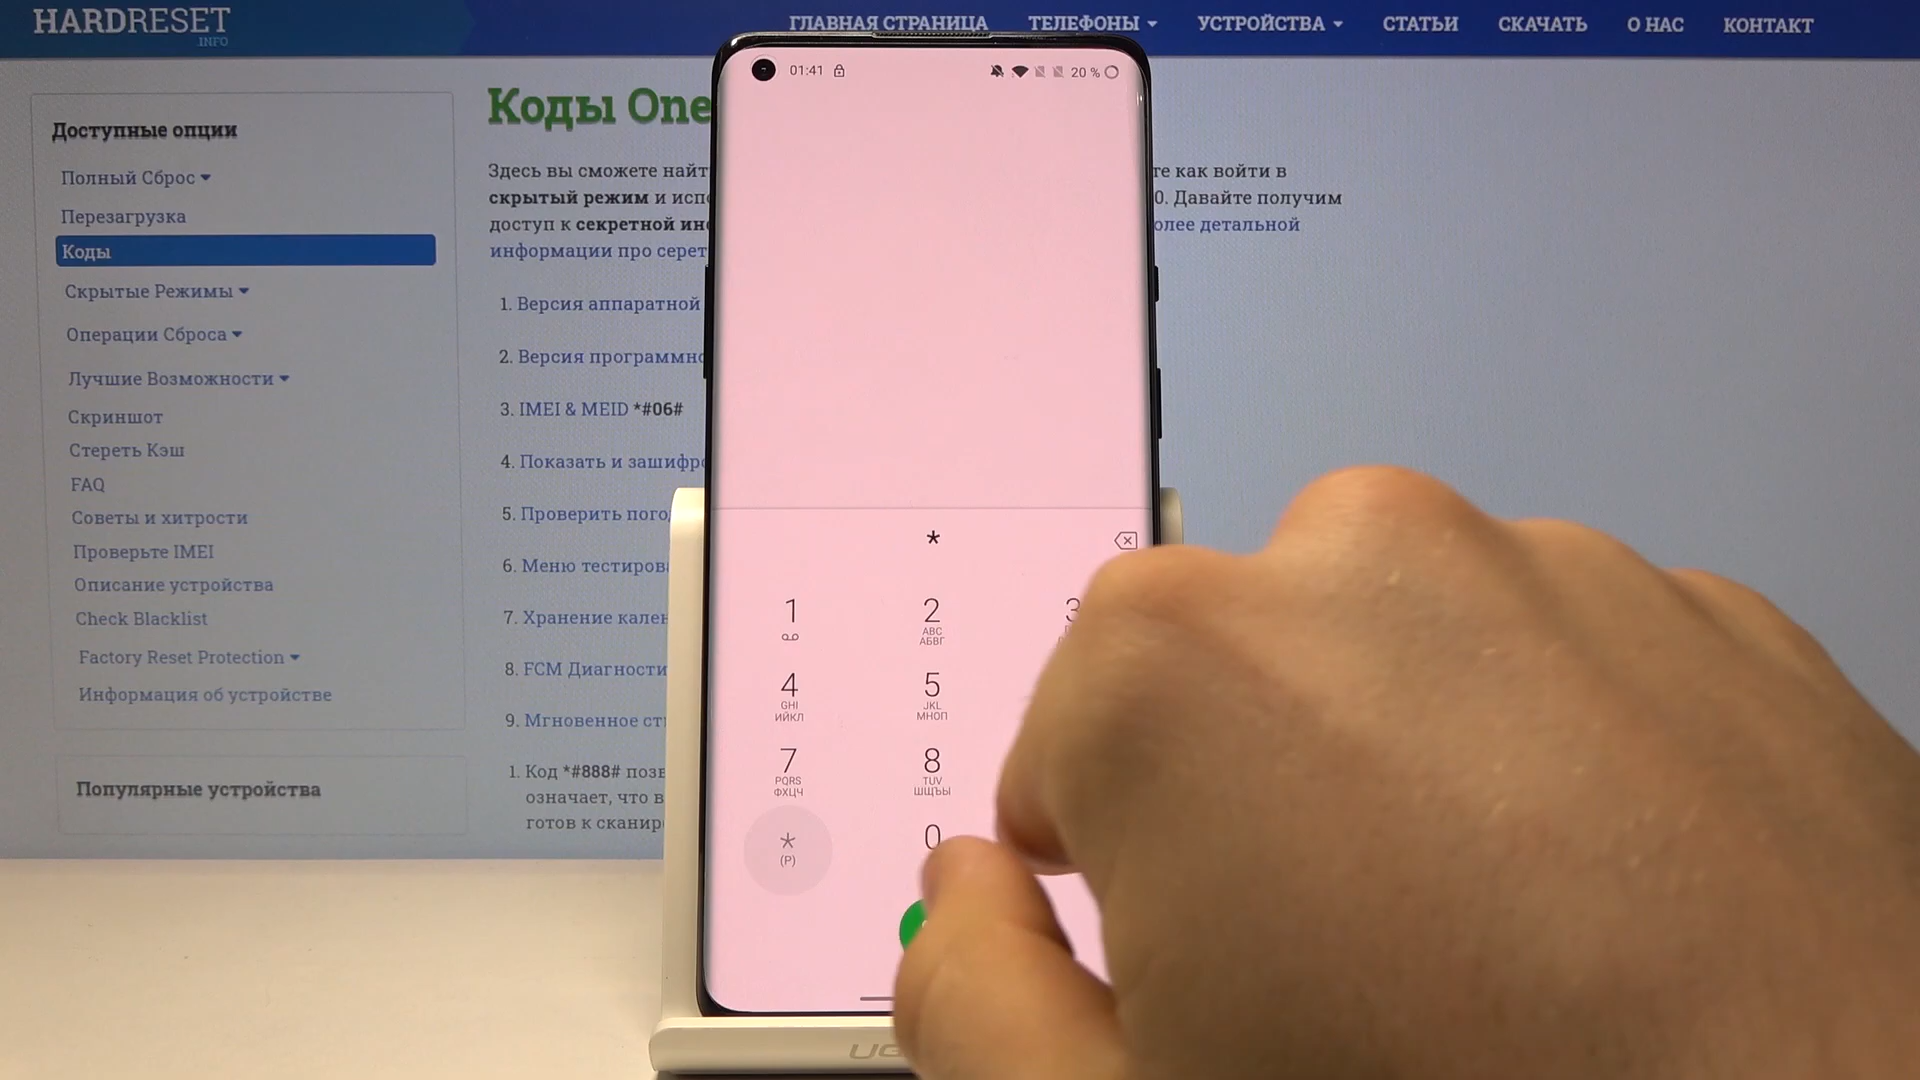 HARDRESET
.INFO
ГЛАВНАЯ СТРАНИЦА
ТЕЛЕФОНЫ
УСТРОЙСТВА
СТАТЬИ
СКАЧАТЬ
О НАС
КОНТАКТ
Доступные опции
Полный Сброс
Перезагрузка
Коды
Скрытые Режимы
Операции Сброса
Лучшие Возможности
Скриншот
Стереть Кэш
FAQ
Советы и хитрости
Проверьте IMEI
Описание устройства
Check Blacklist
Factory Reset Protection
Информация об устройстве
Популярные устройства
Коды One
Здесь вы сможете найт те как войти в
скрытый режим и испо 0. Давайте получим
доступ к секретной ин олее детальной
информации про серет
1. Версия аппаратной
2. Версия программно
3. IMEI & MEID *#06#
4. Показать и зашифро
5. Проверить пого
6. Меню тестиров
7. Хранение кален
8. FCM Диагности
9. Мгновенное ст
1. Код *#888# позв
означает, что в
готов к сканир
01:41
20 %
*
1
2
ABC
АБВГ
3
4
GHI
ИЙКЛ
5
JKL
МНОП
7
PQRS
ФХЦЧ
8
TUV
ШЩЪЫ
*
(P)
0
UG